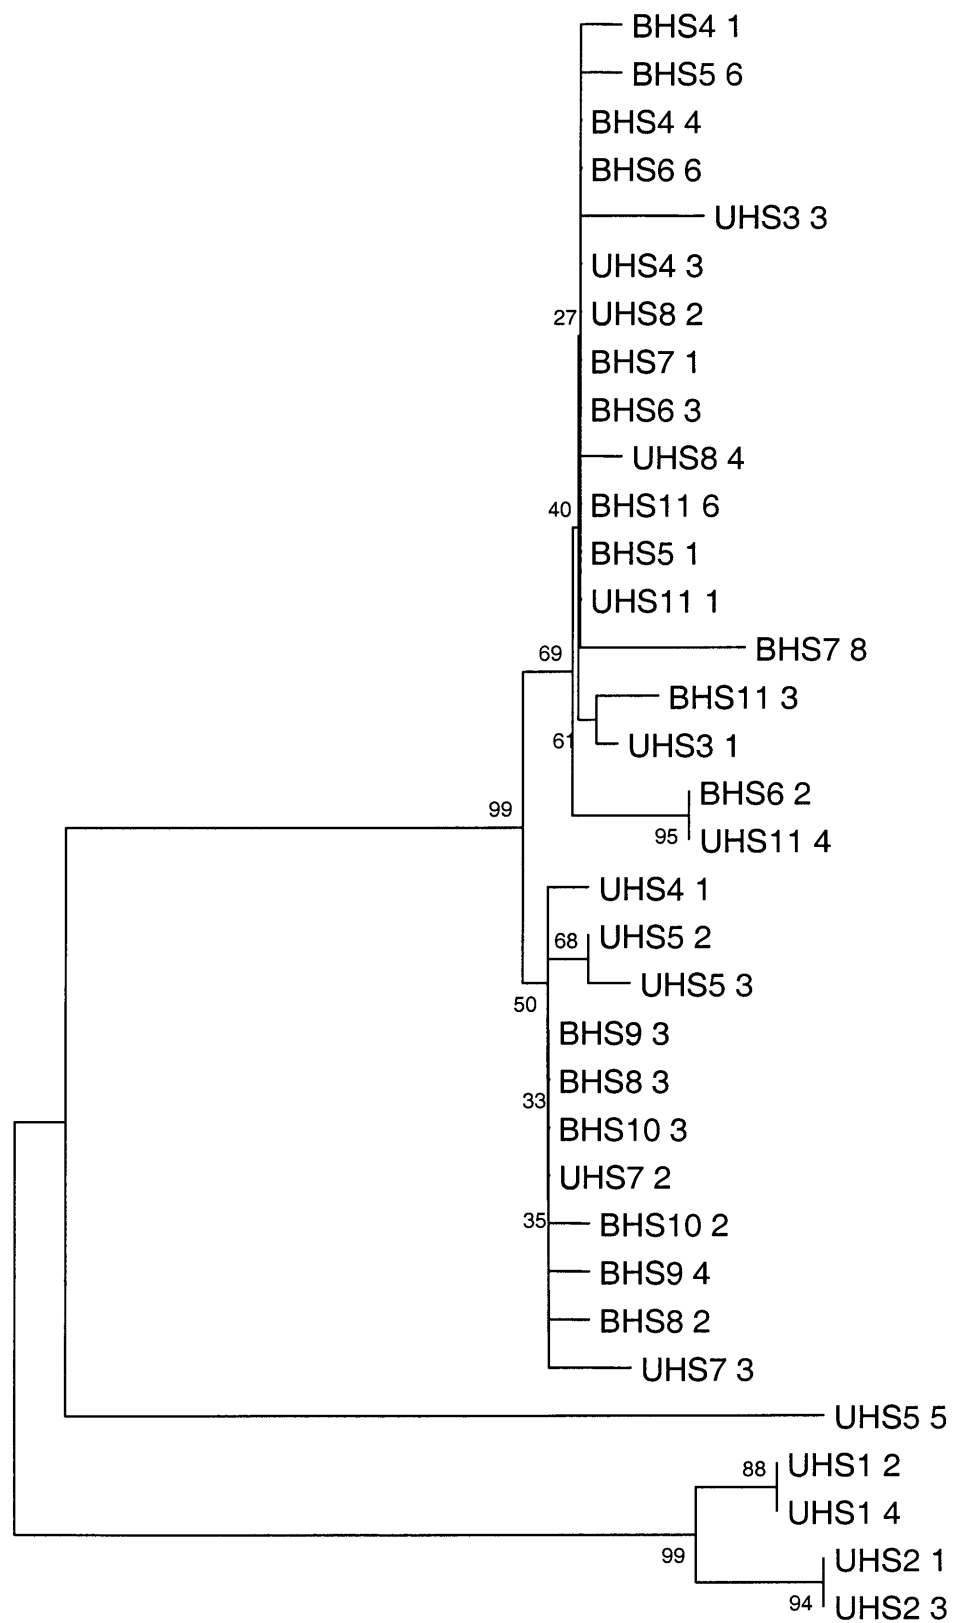 BHS4 1
BHS5 6
BHS4 4
BHS6 6
UHS3 3
UHS4 3
27
UHS8 2
BHS7 1
BHS6 3
UHS8 4
40
BHS11 6
BHS5 1
UHS11 1
69
BHS7 8
BHS11 3
61
UHS3 1
BHS6 2
99
95
UHS11 4
UHS4 1
68
UHS5 2
UHS5 3
50
BHS9 3
BHS8 3
33
BHS10 3
UHS7 2
35
BHS10 2
BHS9 4
BHS8 2
UHS7 3
UHS5 5
88
UHS1 2
UHS1 4
99
UHS2 1
94
UHS2 3